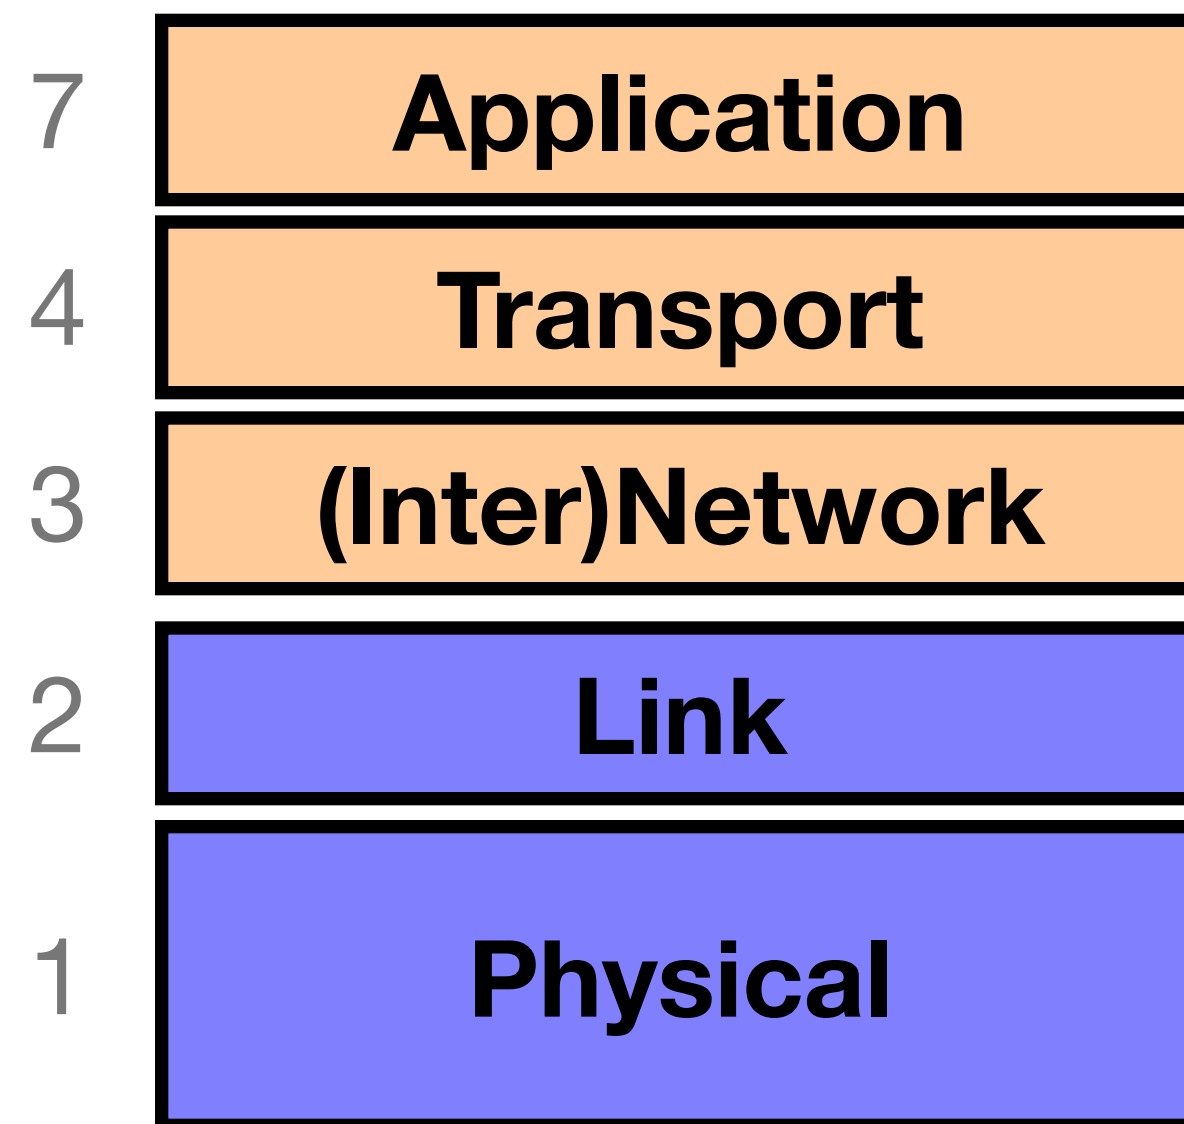 7 Application
4 Transport
3 (Inter)Network
2 Link
1 Physical